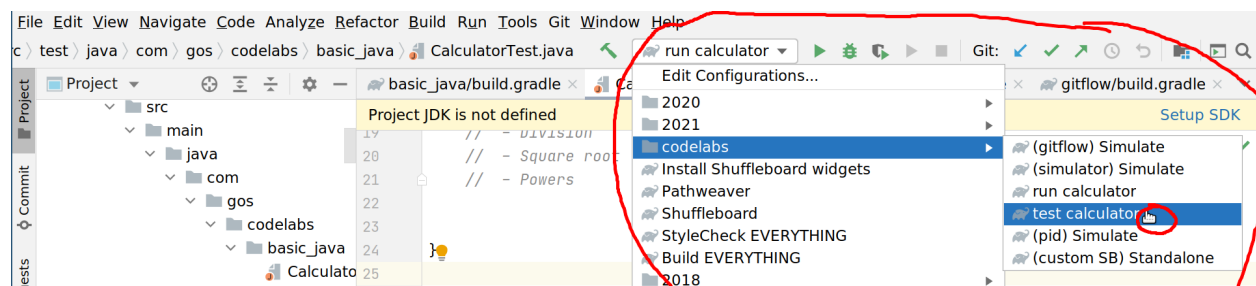 File Edit View Navigate Code Analyze Refactor Build Run Tools Git Window Help
rc test java com gos codelabs basic_java CalculatorTest.java run calculator Git:
Project basic_java/build.gradle Ca gitflow/build.gradle
Project
Commit
ests
src
main
java
com
gos
codelabs
basic_java
Calculato
Project JDK is not defined Setup SDK
19 // - Division
20 // - Square root
21 // - Powers
22
23
24 }
25
Edit Configurations...
2020
2021
codelabs
Install Shuffleboard widgets
Pathweaver
Shuffleboard
StyleCheck EVERYTHING
Build EVERYTHING
2018
(gitflow) Simulate
(simulator) Simulate
run calculator
test calculator
(pid) Simulate
(custom SB) Standalone